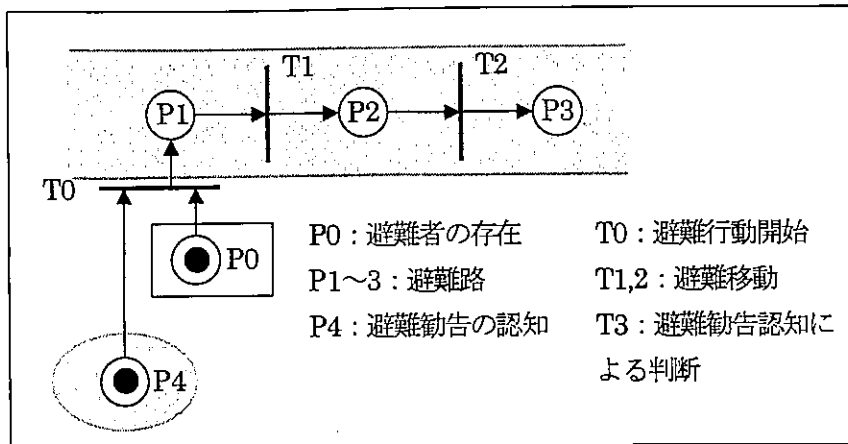 T1
T2
P1
P2
P3
T0
P0
P4
P0：避難者の存在
P1～3：避難路
P4：避難勧告の認知
T0：避難行動開始
T1,2：避難移動
T3：避難勧告認知に
よる判断